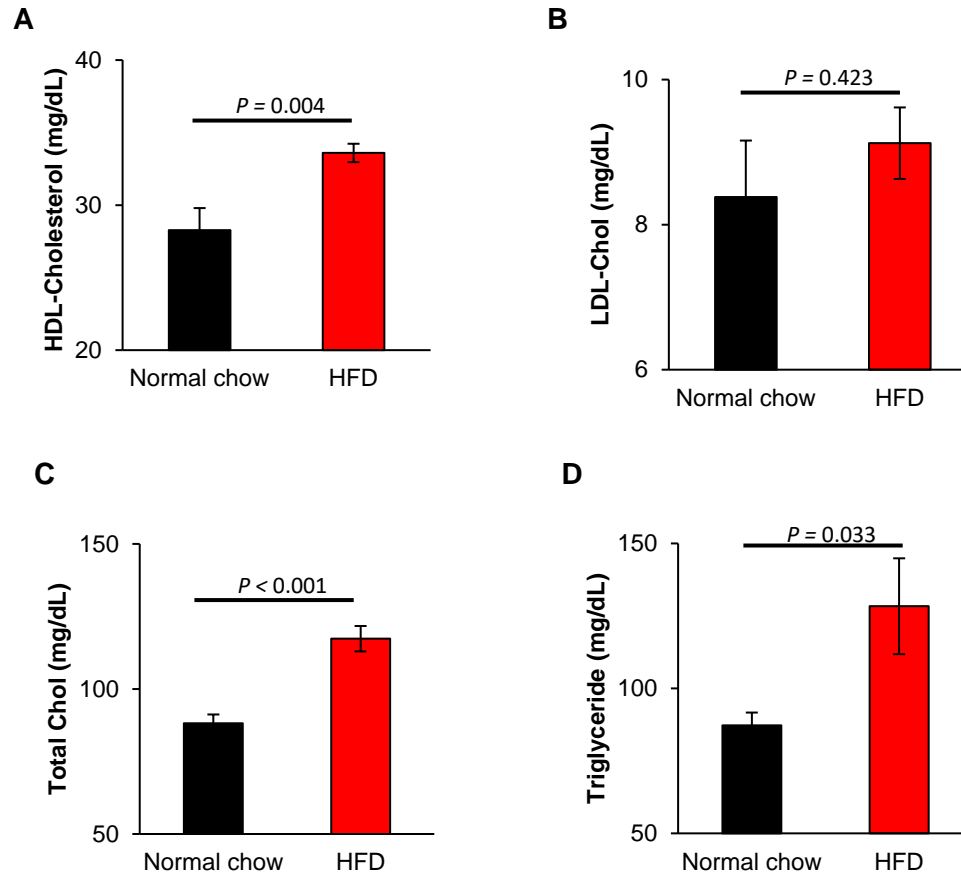 A
HDL-Cholesterol (mg/dL)
40
30
20
P = 0.004
Normal chow
HFD
B
LDL-Chol (mg/dL)
10
8
6
P = 0.423
Normal chow
HFD
C
Total Chol (mg/dL)
150
100
50
P < 0.001
Normal chow
HFD
D
Triglyceride (mg/dL)
150
100
50
P = 0.033
Normal chow
HFD